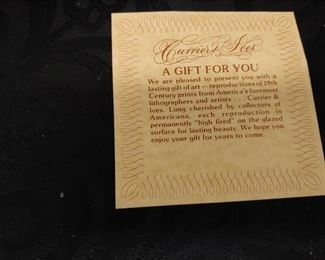 Currier & Ives
A GIFT FOR YOU
We are pleased to present you with a
lasting gift of art — reproductions of 19th
Century prints from America's foremost
lithographers and artists . . . Currier &
Ives. Long cherished by collectors of
Americana, each reproduction is
permanently "high fired" on the glazed
surface for lasting beauty. We hope you
enjoy your gift for years to come.